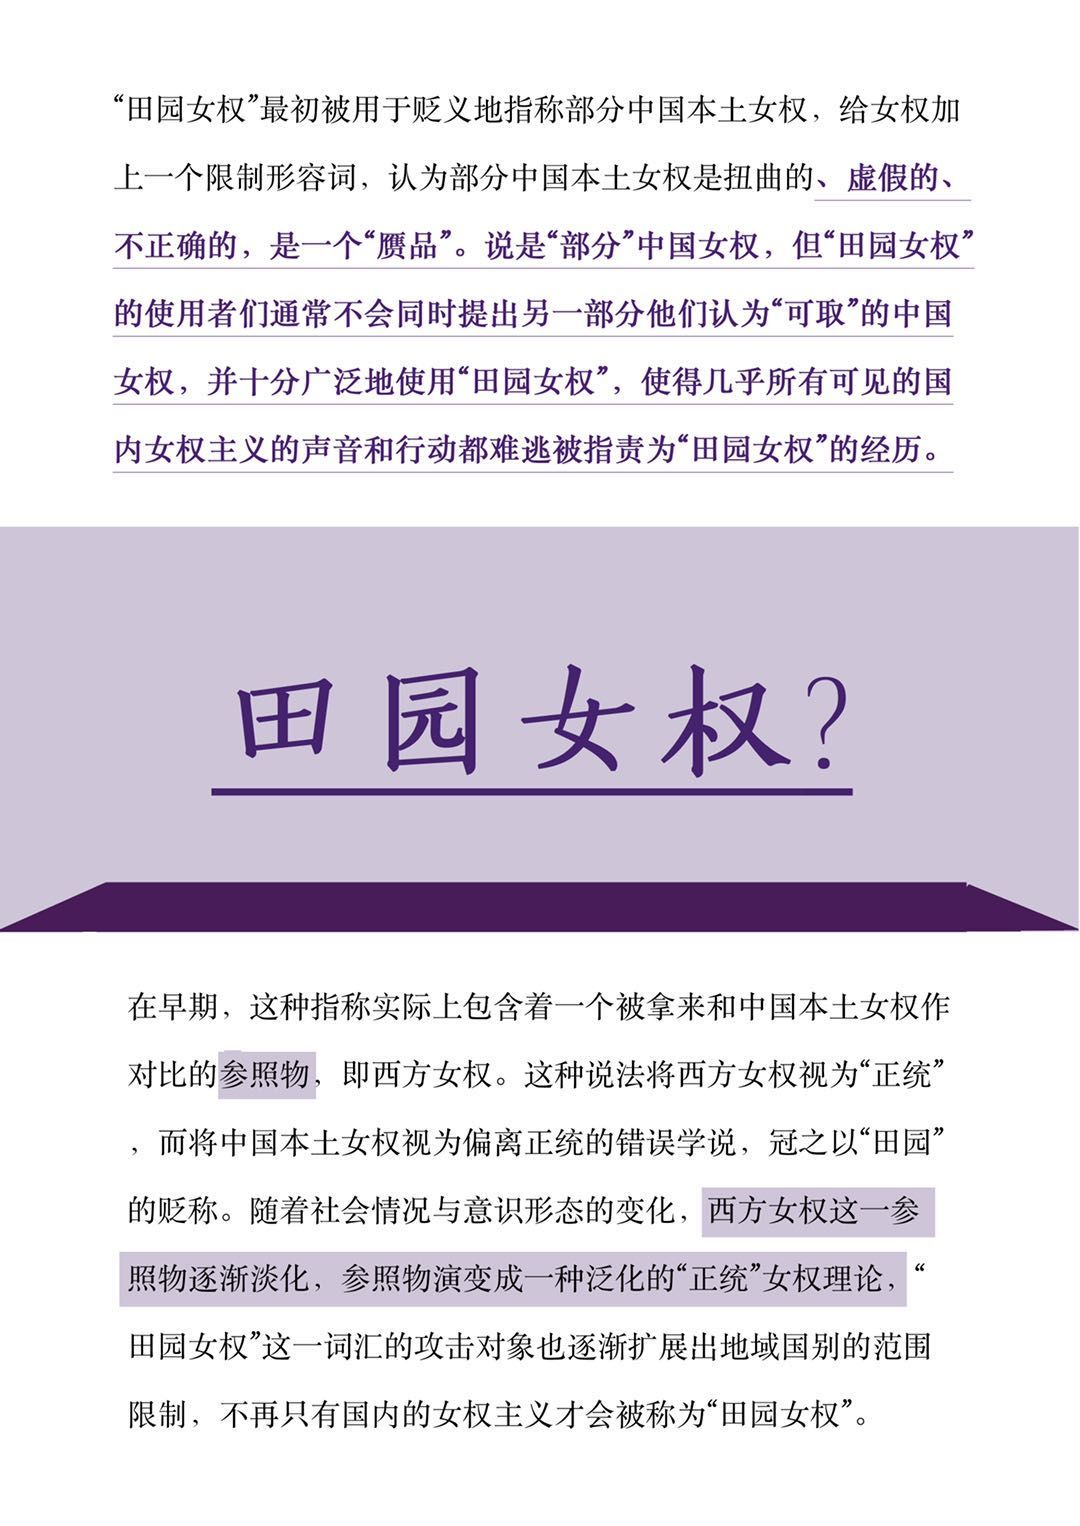 “田园女权”最初被用于贬义地指称部分中国本土女权，给女权加
上一个限制形容词，认为部分中国本土女权是扭曲的、虚假的、
不正确的，是一个“赝品”。说是“部分”中国女权，但“田园女权”
的使用者们通常不会同时提出另一部分他们认为“可取”的中国
女权，并十分广泛地使用“田园女权”，使得几乎所有可见的国
内女权主义的声音和行动都难逃被指责为“田园女权”的经历。
田园女权？
在早期，这种指称实际上包含着一个被拿来和中国本土女权作
对比的参照物，即西方女权。这种说法将西方女权视为“正统”
，而将中国本土女权视为偏离正统的错误学说，冠之以“田园”
的贬称。随着社会情况与意识形态的变化，西方女权这一参
照物逐渐淡化，参照物演变成一种泛化的“正统”女权理论，“
田园女权”这一词汇的攻击对象也逐渐扩展出地域国别的范围
限制，不再只有国内的女权主义才会被称为“田园女权”。